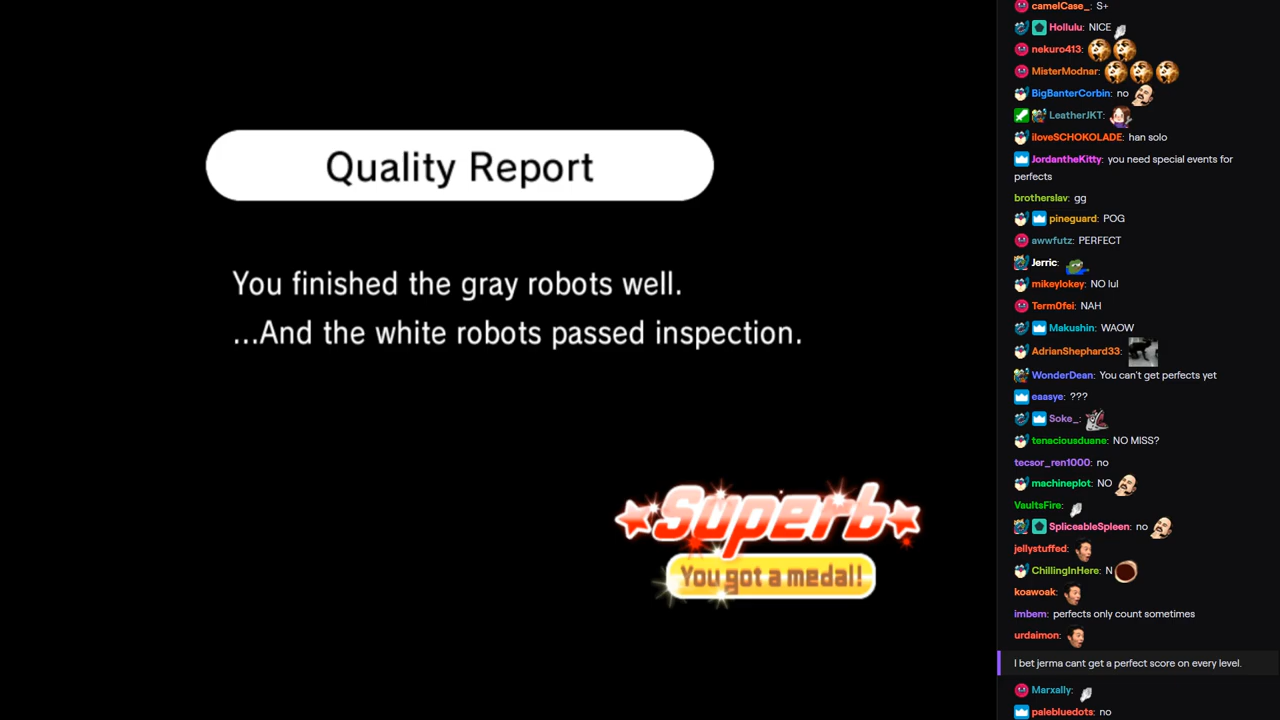 Quality Report
You finished the gray robots well.
...And the white robots passed inspection.
Superb
You got a medal!
camelCase_: S+
Hollulu: NICE
nekuro413:
MisterModnar:
BigBanterCorbin: no
LeatherJKT:
iloveSCHOKOLADE: han solo
JordantheKitty: you need special events for
perfects
brotherslav: gg
pineguard: POG
awwfutz: PERFECT
Jerric:
mikeylokey: NO lul
Term0fei: NAH
Makushin: WAOW
AdrianShephard33:
WonderDean: You can't get perfects yet
eaasye: ???
Soke_:
tenaciousduane: NO MISS?
tecsor_ren1000: no
machineplot: NO
VaultsFire:
SpliceableSpleen: no
jellystuffed:
ChillingInHere: N
koawoak:
imbem: perfects only count sometimes
urdaimon:
I bet jerma cant get a perfect score on every level.
Marxally:
palebluedots: no